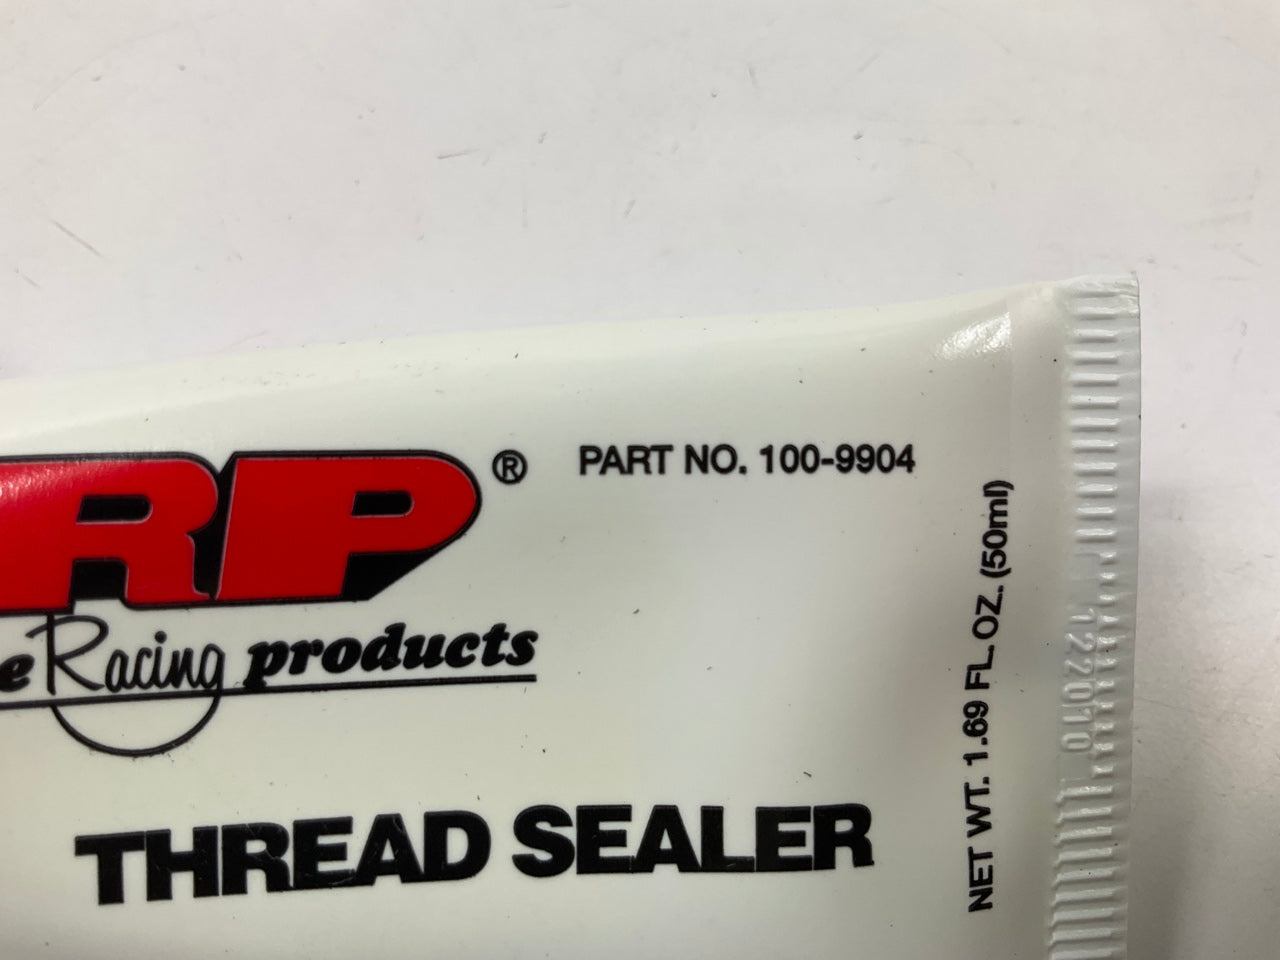 RP® PART NO. 100-9904
e Racing products
THREAD SEALER
NET WT. 1.69 FL. OZ. (50ml)
122010